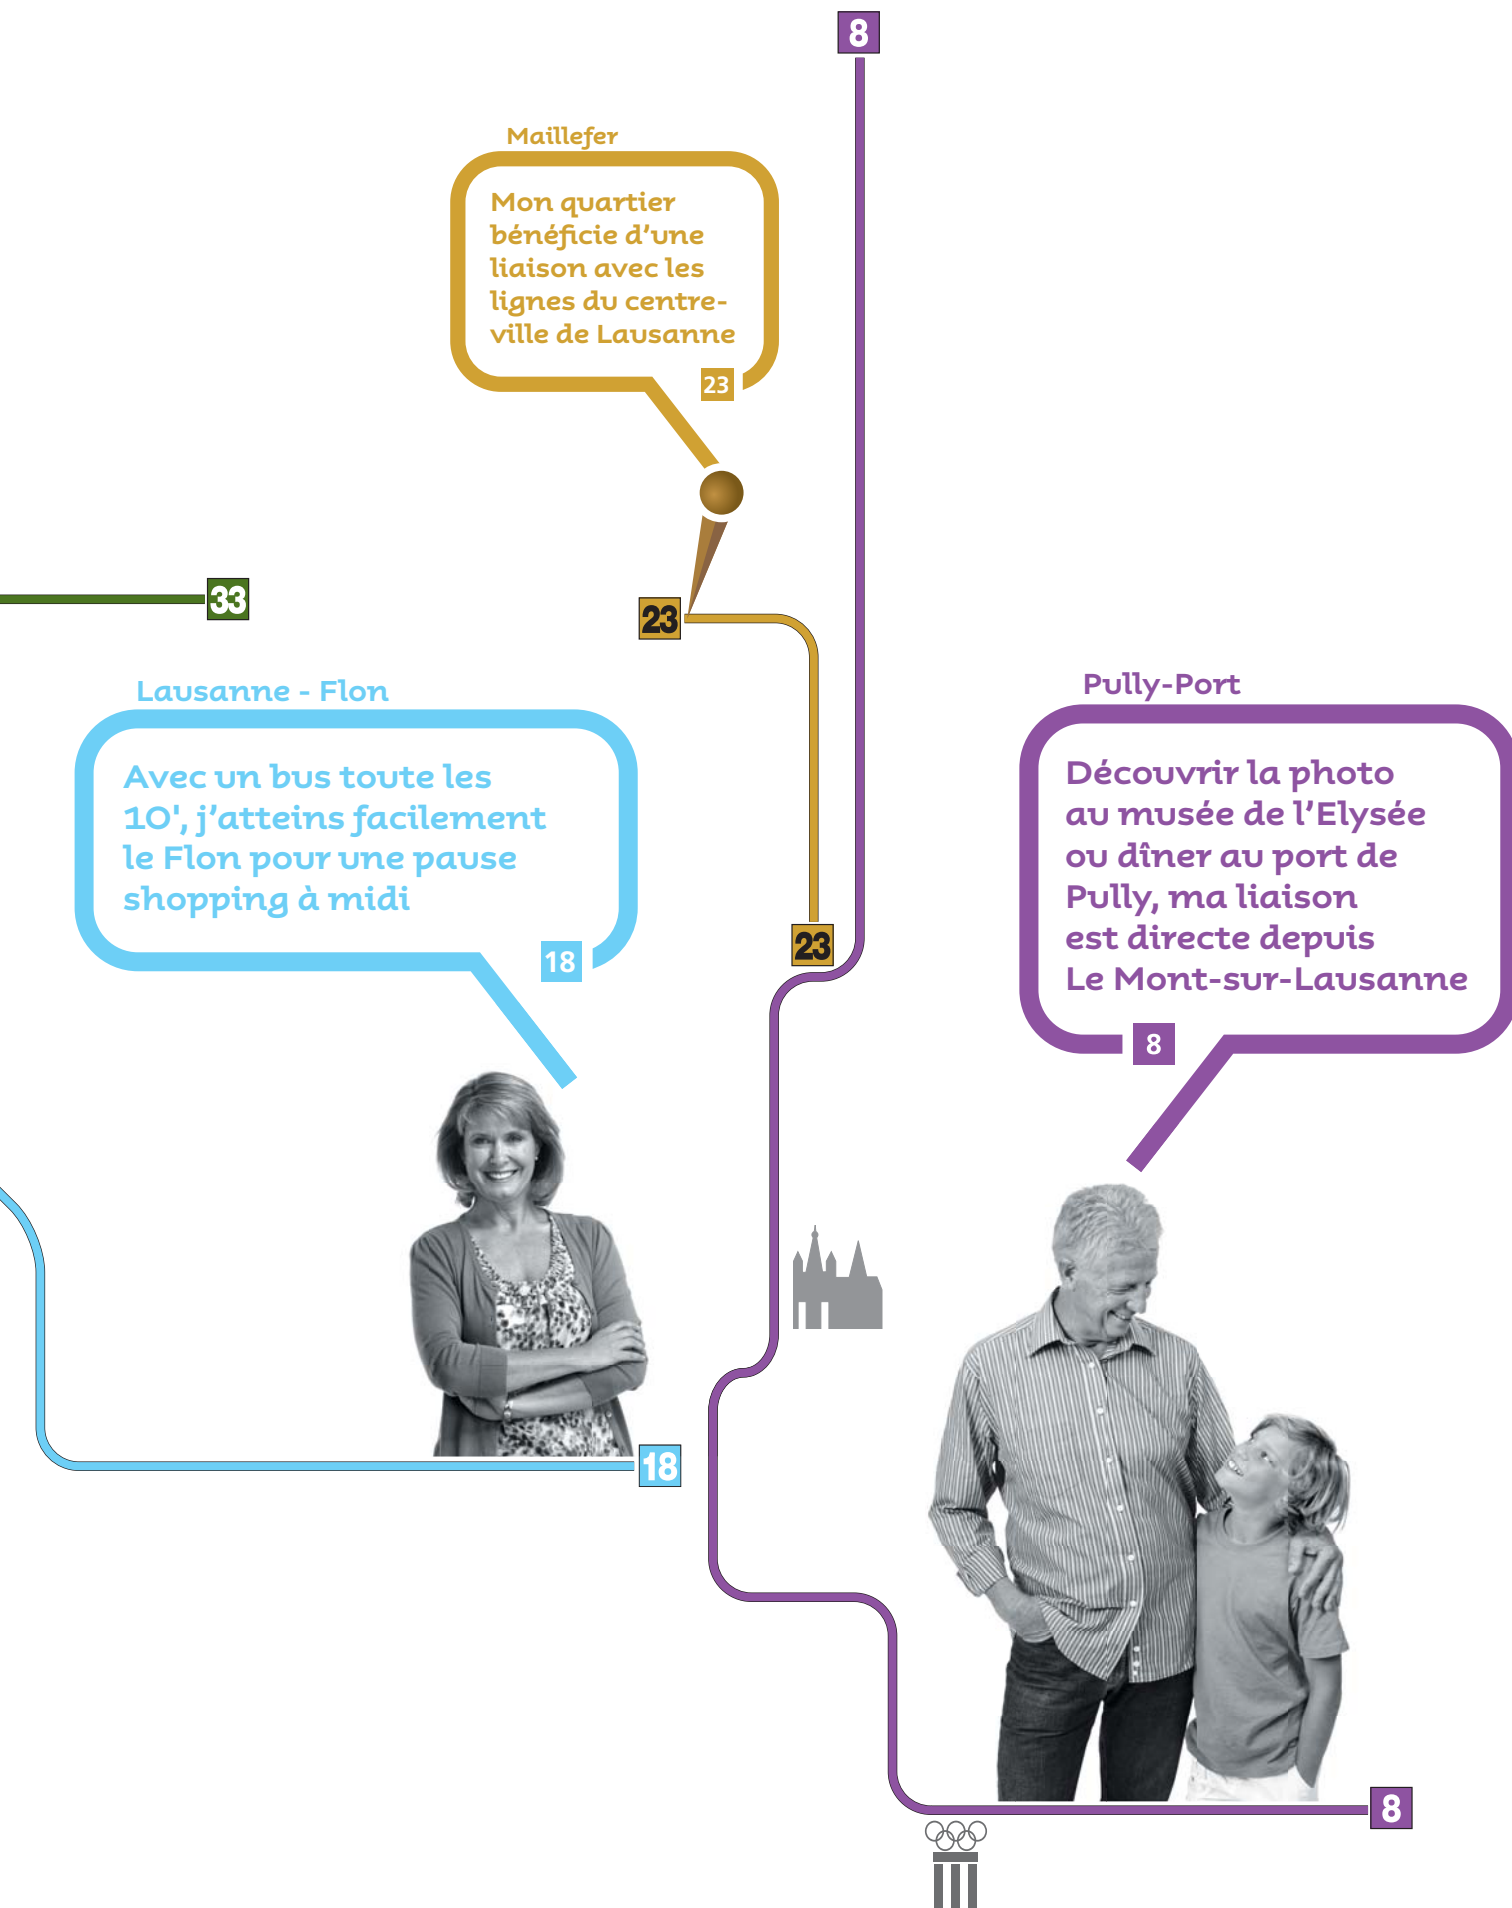 8
Maillefer
Mon quartier
bénéficie d’une
liaison avec les
lignes du centre-
ville de Lausanne
23
33
23
Lausanne - Flon
Avec un bus toute les
10', j’atteins facilement
le Flon pour une pause
shopping à midi
18
23
Pully-Port
Découvrir la photo
au musée de l’Elysée
ou dîner au port de
Pully, ma liaison
est directe depuis
Le Mont-sur-Lausanne
8
18
8